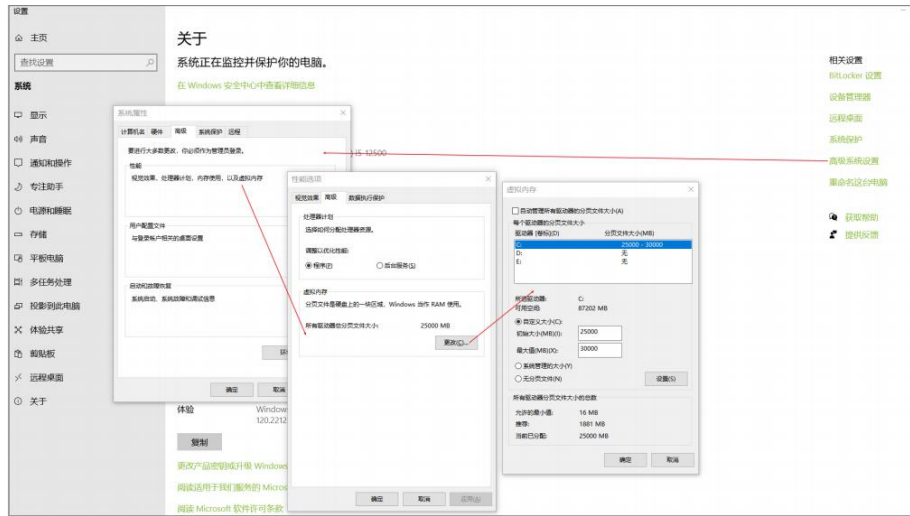 设置
主页
查找设置
系统
显示
声音
通知和操作
专注助手
电源和睡眠
存储
平板电脑
多任务处理
投影到此电脑
体验共享
剪贴板
远程桌面
关于
关于
系统正在监控并保护你的电脑。
在 Windows 安全中心中查看详细信息
i5-12500
体验 Window
120.2212
复制
更改产品密钥或升级 Windows
阅读适用于我们服务的 Micros
阅读 Microsoft 软件许可条款
系统属性
计算机名 硬件 高级 系统保护 远程
要进行大多数更改，你必须作为管理员登录。
性能
视觉效果，处理器计划，内存使用，以及虚拟内存
用户配置文件
与登录帐户相关的桌面设置
启动和故障恢复
系统启动、系统故障和调试信息
确定 取消
性能选项
视觉效果 高级 数据执行保护
处理器计划
选择如何分配处理器资源。
调整以优化性能:
程序(P) 后台服务(S)
虚拟内存
分页文件是硬盘上的一块区域，Windows 当作 RAM 使用。
所有驱动器总分页文件大小: 25000 MB
更改(C)...
确定 取消 应用(A)
虚拟内存
自动管理所有驱动器的分页文件大小(A)
每个驱动器的分页文件大小
驱动器 [卷标](D) 分页文件大小(MB)
C: 25000 - 30000
D: 无
E: 无
所选驱动器: C:
可用空间: 87202 MB
自定义大小(C):
初始大小(MB)(I): 25000
最大值(MB)(X): 30000
系统管理的大小(Y)
无分页文件(N) 设置(S)
所有驱动器分页文件大小的总数
允许的最小值: 16 MB
推荐: 1881 MB
当前已分配: 25000 MB
确定 取消
相关设置
BitLocker 设置
设备管理器
远程桌面
系统保护
高级系统设置
重命名这台电脑
获取帮助
提供反馈